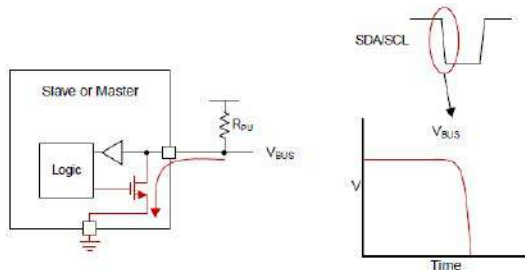 SDA/SCL
Slave or Master
RPU
VBUS
Logic
VBUS
V
Time